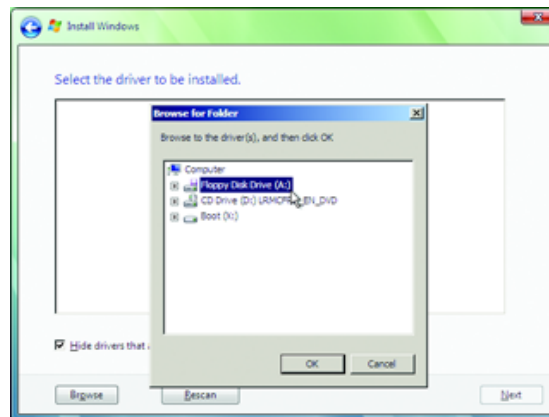 Install Windows
Select the driver to be installed.
Browse for Folder
Browse to the driver(s), and then click OK
Computer
Floppy Disk Drive (A:)
CD Drive (D:) EN_DVD
Boot (X:)
Hide drivers that
OK Cancel
Browse Rescan Next